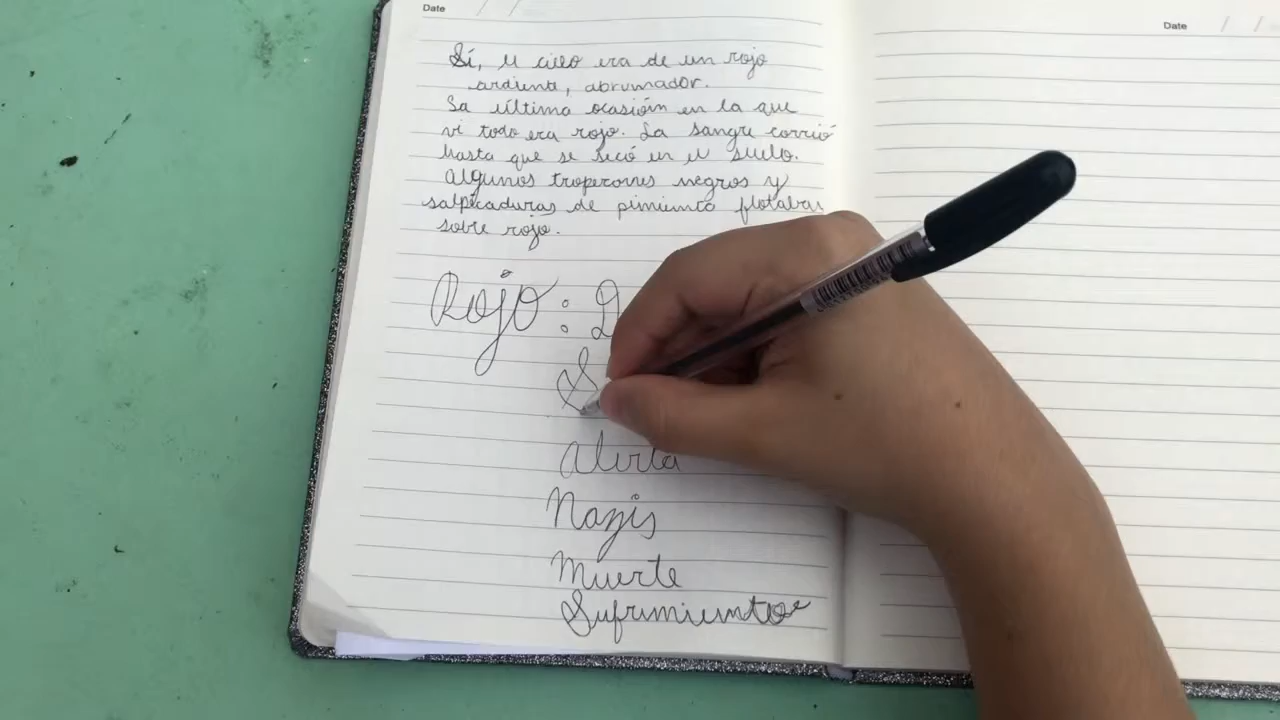 Date / /
Sí, el cielo era de un rojo
ardiente, abrumador.
La última ocasión en la que
vi todo era rojo. La sangre corrió
hasta que se secó en el suelo.
Algunos tropezones negros y
salpicaduras de pimienta flotaban
sobre rojo.
Rojo:
Alerta
Nazis
Muerte
Sufrimiento
Date / /